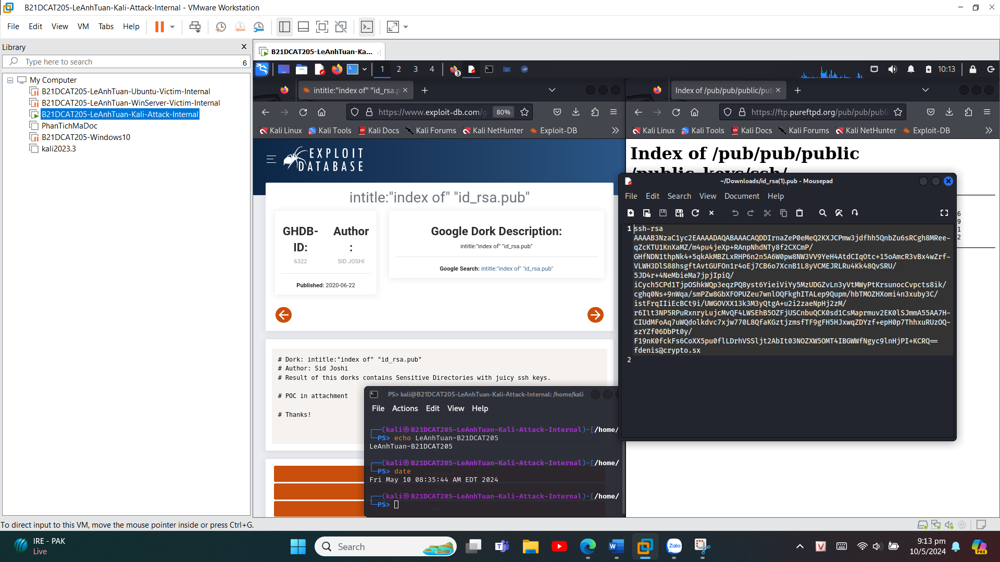 B21DCAT205-LeAnhTuan-Kali-Attack-Internal - VMware Workstation
File Edit View VM Tabs Help
Library
Type here to search
6
My Computer
B21DCAT205-LeAnhTuan-Ubuntu-Victim-Internal
B21DCAT205-LeAnhTuan-WinServer-Victim-Internal
B21DCAT205-LeAnhTuan-Kali-Attack-Internal
PhanTichMaDoc
B21DCAT205-Windows10
kali2023.3
B21DCAT205-LeAnhTuan-Ka...
1 2 3 4
3
10:13
intitle:"index of" "id_rsa.p
https://www.exploit-db.com/g
80%
Kali Linux Kali Tools Kali Docs Kali Forums Kali NetHunter Exploit-DB
EXPLOIT
DATABASE
intitle:"index of" "id_rsa.pub"
GHDB-
ID:
6322
Author
:
SID JOSHI
Published: 2020-06-22
Google Dork Description:
intitle:"index of" "id_rsa.pub"
Google Search: intitle:"index of" "id_rsa.pub"
# Dork: intitle:"index of" "id_rsa.pub"
# Author: Sid Joshi
# Result of this dorks contains Sensitive Directories with juicy ssh keys.
# POC in attachment
# Thanks!
Index of /pub/pub/public/pub
https://ftp.pureftpd.org/pub/pub/publi
Kali Linux Kali Tools Kali Docs Kali Forums Kali NetHunter Exploit-DB
Index of /pub/pub/public
/public_keys/ssh/
6
9
1
2
~/Downloads/id_rsa(1).pub - Mousepad
File Edit Search View Document Help
1 ssh-rsa
AAAAB3NzaC1yc2EAAAADAQABAAACAQDDIrnaZeP0eMeQ2KXJCPmw3jdfhh5QnbZu6sRCgh8MRee-
qZcKTU1KnXaMZ/m4pu4jeXp+RAnpNhdNTy8f2CXCmP/
GHfNDN1thpNk4+5qkAkMBZLxRHP6n2n5A6W0pw8NW3VV9YeH4AtdCIqOtc+15oAmcR3vBx4wZrf-
VLWH3DlS88hsgftAvtGUFOn1r4oEj7CB6o7XcnB1L8yVCMEJRLRu4Kk48QvSRU/
5JD4r+4NeMbieMa7jpjIpiQ/
iCych5CPd1TjpOShkWQp3eqzPQ8yst6YieiViYy5MzUDGZvLn3yVtMWyPtKrsunocCvpcts8ik/
cghq0Ns+9nWqa/smPZw8GbXFOPUZeu7wnlOQFkghITALep9Qupm/hbTMOZHXomi4n3xuby3C/
istFrqIIiEcBCt9i/UWGOVXX13k3M3yQtgA+u2i2zaeNpHj2zM/
r6Ilt3NP5RPuRxnryLujcMvQF4LWSEhB5OZFjUSCnbuQCK0sd1CsMaprmuv2EK0lSJmmA55AA7H-
CIUdMFoAq7uWQdolkdvc7xjw770L8QfaKGztjzmsfTF9gFH5HJxwqZDYzf+epH0p7ThhxuRUzOQ-
szYZf06DbPt0y/
F19nK0fckFs6CoXX5pu0flLDrhVSSljt2AbIt03NOZXW5OMT4IBGWWfNgyc9lnHjPI+KCRQ==
fdenis@crypto.sx
2
PS> kali@B21DCAT205-LeAnhTuan-Kali-Attack-Internal: /home/kali
File Actions Edit View Help
(kali㉿B21DCAT205-LeAnhTuan-Kali-Attack-Internal)-[/home/
PS> echo LeAnhTuan-B21DCAT205
LeAnhTuan-B21DCAT205
(kali㉿B21DCAT205-LeAnhTuan-Kali-Attack-Internal)-[/home/
PS> date
Fri May 10 08:35:44 AM EDT 2024
(kali㉿B21DCAT205-LeAnhTuan-Kali-Attack-Internal)-[/home/
PS>
To direct input to this VM, move the mouse pointer inside or press Ctrl+G.
IRE - PAK
Live
Search
Zalo
V
PRE
9:13 pm
10/5/2024